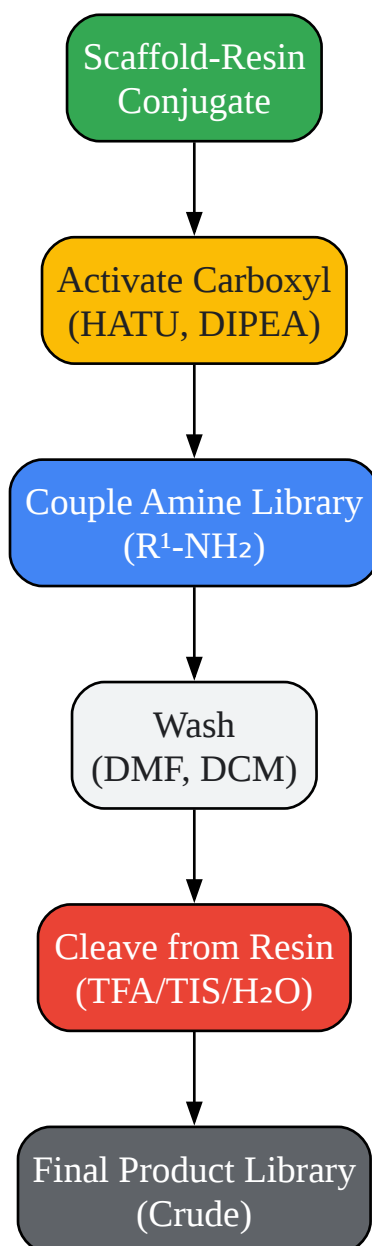 Scaffold-Resin
Conjugate
Activate Carboxyl
(HATU, DIPEA)
Couple Amine Library
(R¹-NH₂)
Wash
(DMF, DCM)
Cleave from Resin
(TFA/TIS/H₂O)
Final Product Library
(Crude)